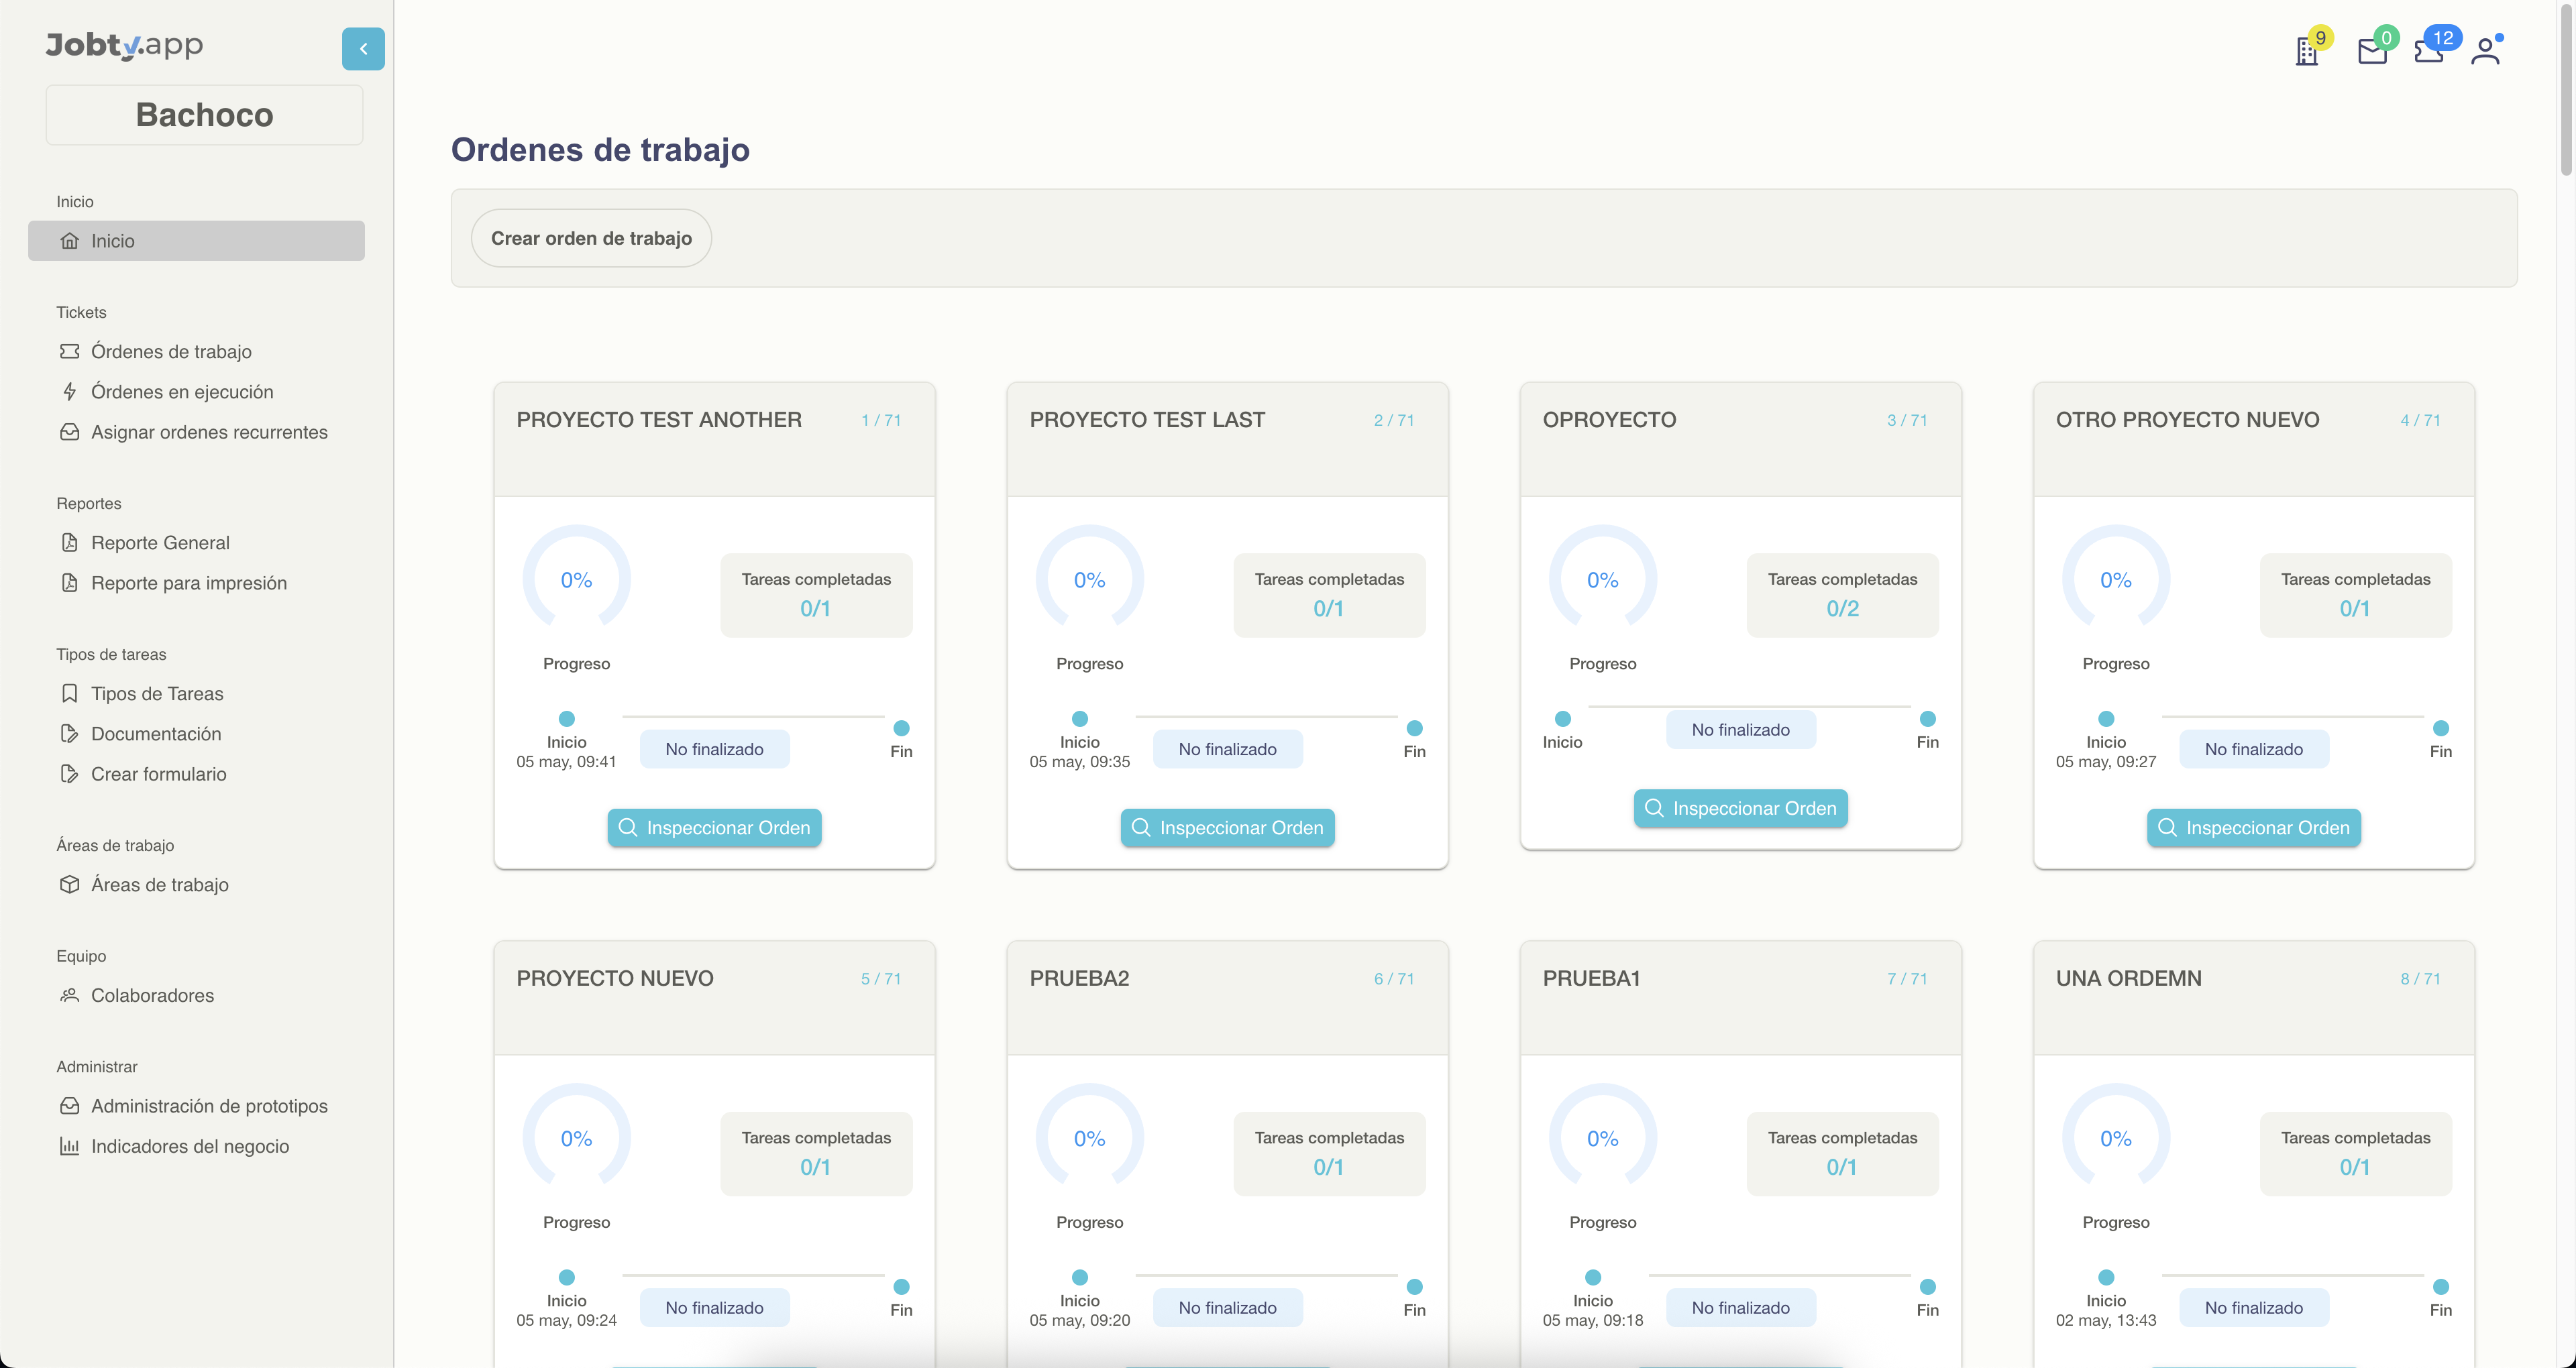 Jobty.app
Bachoco
Inicio
Inicio
Tickets
Órdenes de trabajo
Órdenes en ejecución
Asignar ordenes recurrentes
Reportes
Reporte General
Reporte para impresión
Tipos de tareas
Tipos de Tareas
Documentación
Crear formulario
Áreas de trabajo
Áreas de trabajo
Equipo
Colaboradores
Administrar
Administración de prototipos
Indicadores del negocio
9
0
12
Ordenes de trabajo
Crear orden de trabajo
PROYECTO TEST ANOTHER 1 / 71
0%
Tareas completadas
0/1
Progreso
Inicio
05 may, 09:41
No finalizado
Fin
Inspeccionar Orden
PROYECTO TEST LAST 2 / 71
0%
Tareas completadas
0/1
Progreso
Inicio
05 may, 09:35
No finalizado
Fin
Inspeccionar Orden
OPROYECTO 3 / 71
0%
Tareas completadas
0/2
Progreso
Inicio
No finalizado
Fin
Inspeccionar Orden
OTRO PROYECTO NUEVO 4 / 71
0%
Tareas completadas
0/1
Progreso
Inicio
05 may, 09:27
No finalizado
Fin
Inspeccionar Orden
PROYECTO NUEVO 5 / 71
0%
Tareas completadas
0/1
Progreso
Inicio
05 may, 09:24
No finalizado
Fin
PRUEBA2 6 / 71
0%
Tareas completadas
0/1
Progreso
Inicio
05 may, 09:20
No finalizado
Fin
PRUEBA1 7 / 71
0%
Tareas completadas
0/1
Progreso
Inicio
05 may, 09:18
No finalizado
Fin
UNA ORDEMN 8 / 71
0%
Tareas completadas
0/1
Progreso
Inicio
02 may, 13:43
No finalizado
Fin